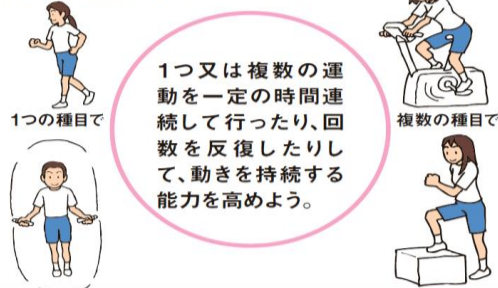 1つの種目で
1つ又は複数の運
動を一定の時間連
続して行ったり、回
数を反復したりし
て、動きを持続する
能力を高めよう。
複数の種目で